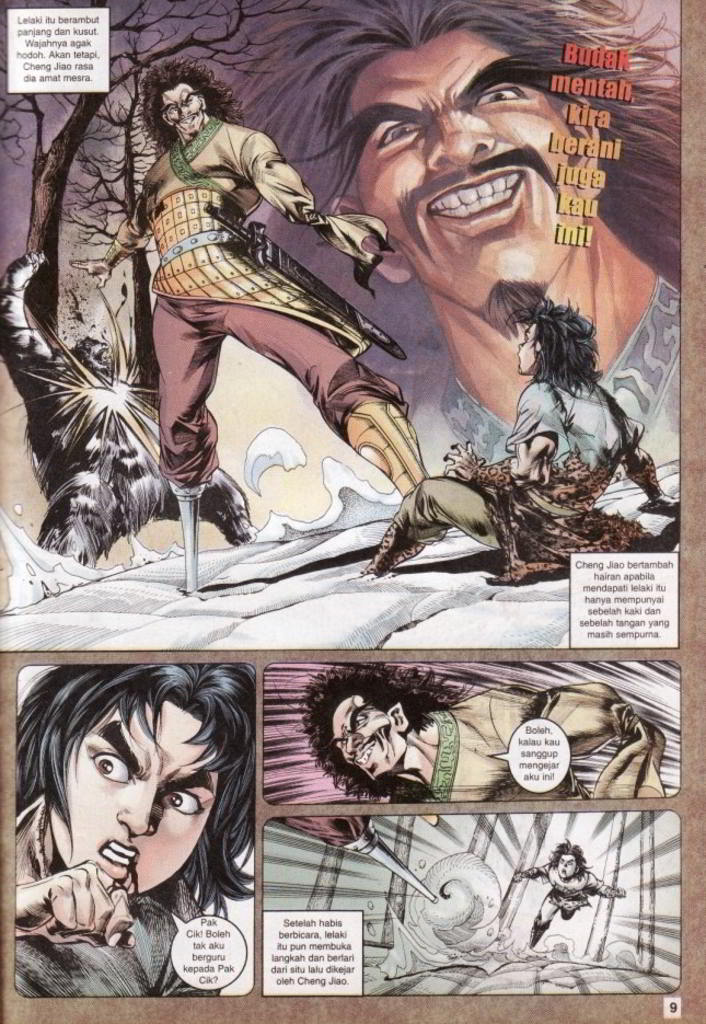 Lelaki itu berambut
panjang dan kusut.
Wajahnya agak
hodoh. Akan tetapi,
Cheng Jiao rasa
dia amat mesra.
Budak
mentah,
kira
berani
juga
kau
ini!
Cheng Jiao bertambah
hairan apabila
mendapati lelaki itu
hanya mempunyai
sebelah kaki dan
sebelah tangan yang
masih sempurna.
Pak
Cik! Boleh
tak aku
berguru
kepada Pak
Cik?
Boleh,
kalau kau
sanggup
mengejar
aku ini!
Setelah habis
berbicara, lelaki
itu pun membuka
langkah dan berlari
dari situ lalu dikejar
oleh Cheng Jiao.
9